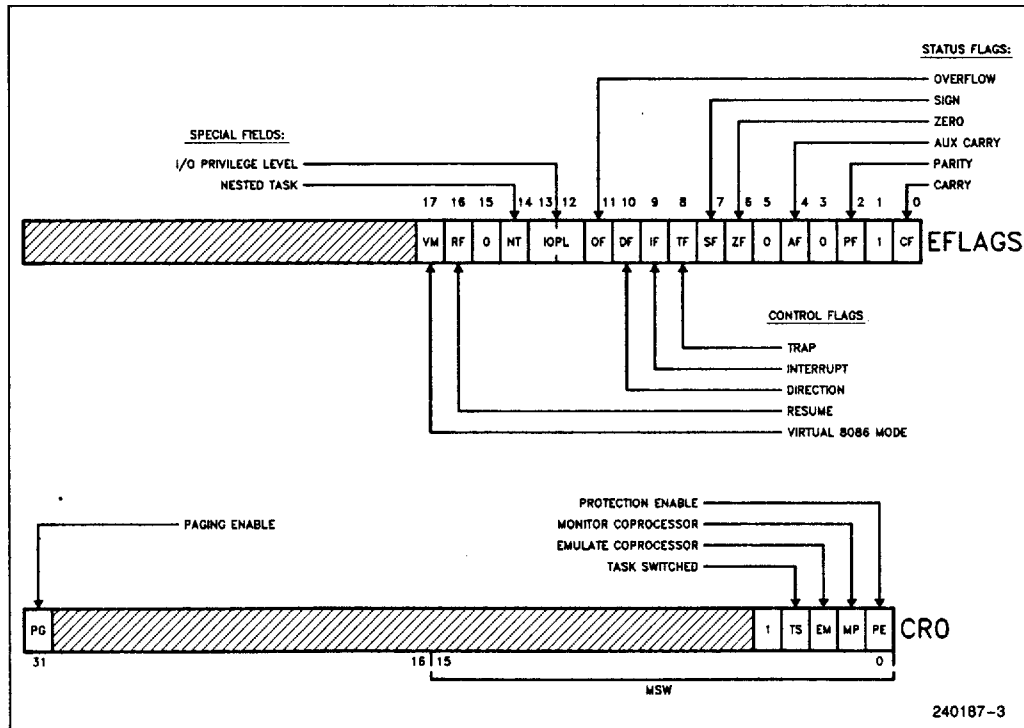 STATUS FLAGS:
OVERFLOW
SIGN
SPECIAL FIELDS:
ZERO
AUX CARRY
I/O PRIVILEGE LEVEL
PARITY
NESTED TASK
CARRY
17 16 15 14 13 12 11 10 9 8 7 6 5 4 3 2 1 0
VM RF 0 NT IOPL OF DF IF TF SF ZF 0 AF 0 PF 1 CF EFLAGS
CONTROL FLAGS
TRAP
INTERRUPT
DIRECTION
RESUME
VIRTUAL 8086 MODE
PROTECTION ENABLE
PAGING ENABLE
MONITOR COPROCESSOR
EMULATE COPROCESSOR
TASK SWITCHED
PG 1 TS EM MP PE CR0
31 16 15 0
MSW
240187-3